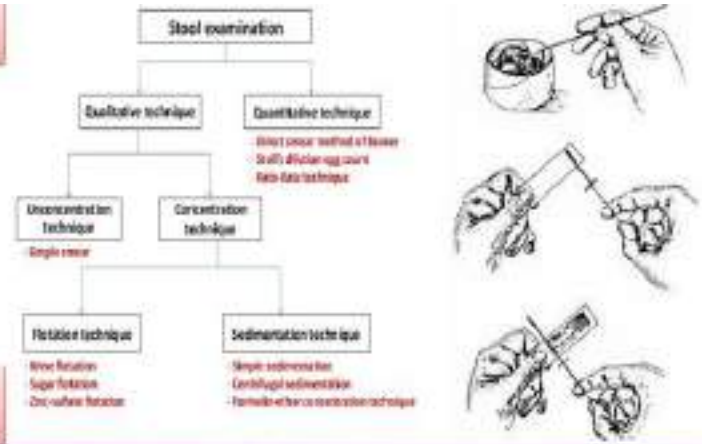 Stool examination
Qualitative technique
Quantitative technique
- Direct smear method of Beaver
- Stoll's dilution egg count
- Kato-Katz technique
Unconcentration
technique
- Simple smear
Concentration
technique
Flotation technique
- Brine flotation
- Sugar flotation
- Zinc-sulfate flotation
Sedimentation technique
- Simple sedimentation
- Centrifugal sedimentation
- Formalin-ether concentration technique